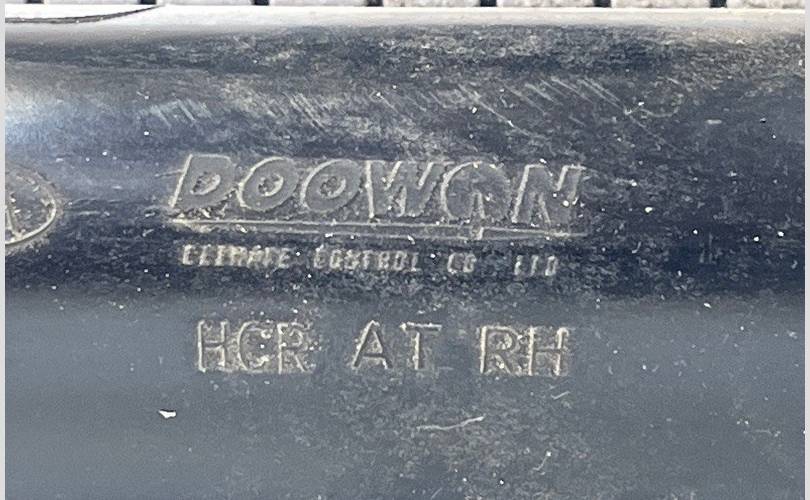 DOOWON
CLIMATE CONTROL CO LTD
HCR AT RH